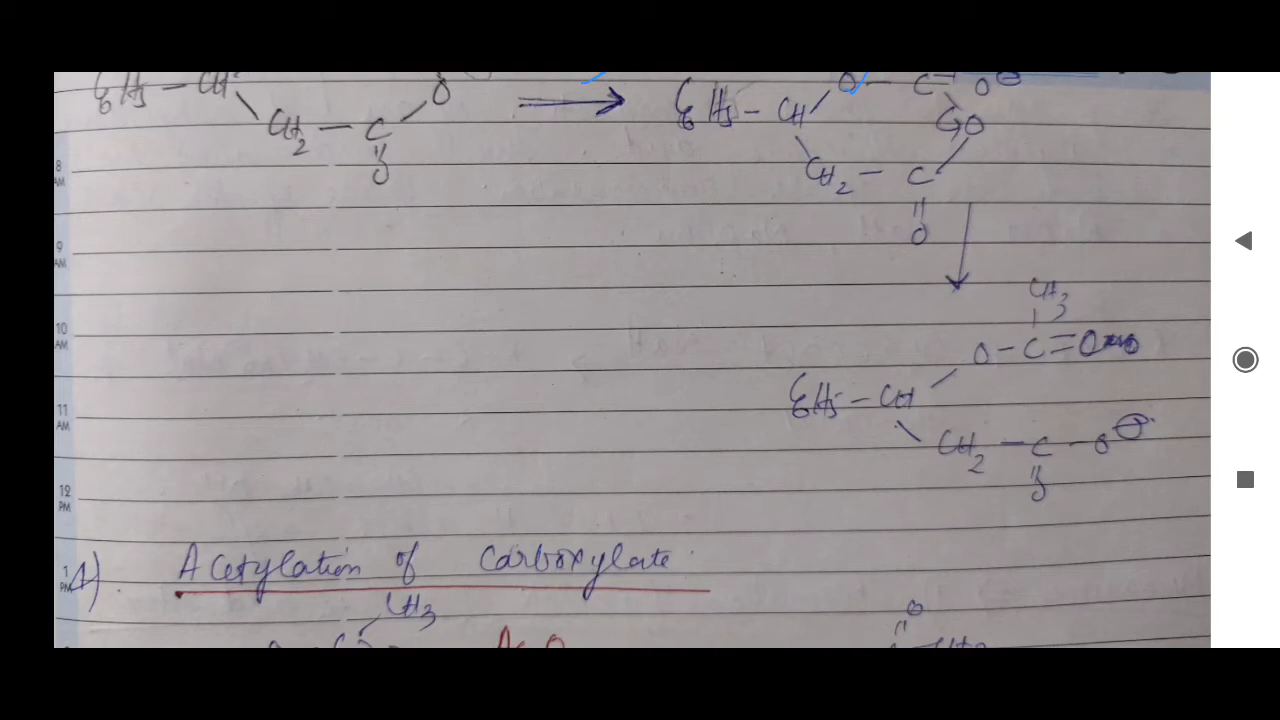 C6H5 - CH
O
CH2 - C
O
C6H5 - CH
O - C - O⊖
CH2 - C
O
8 AM
9 AM
CH3
10 AM
O - C = O
C6H5 - CH
11 AM
CH2 - C - O⊖
O
12 PM
1 PM
4) Acetylation of Carboxylate
CH3
Ac2O
O